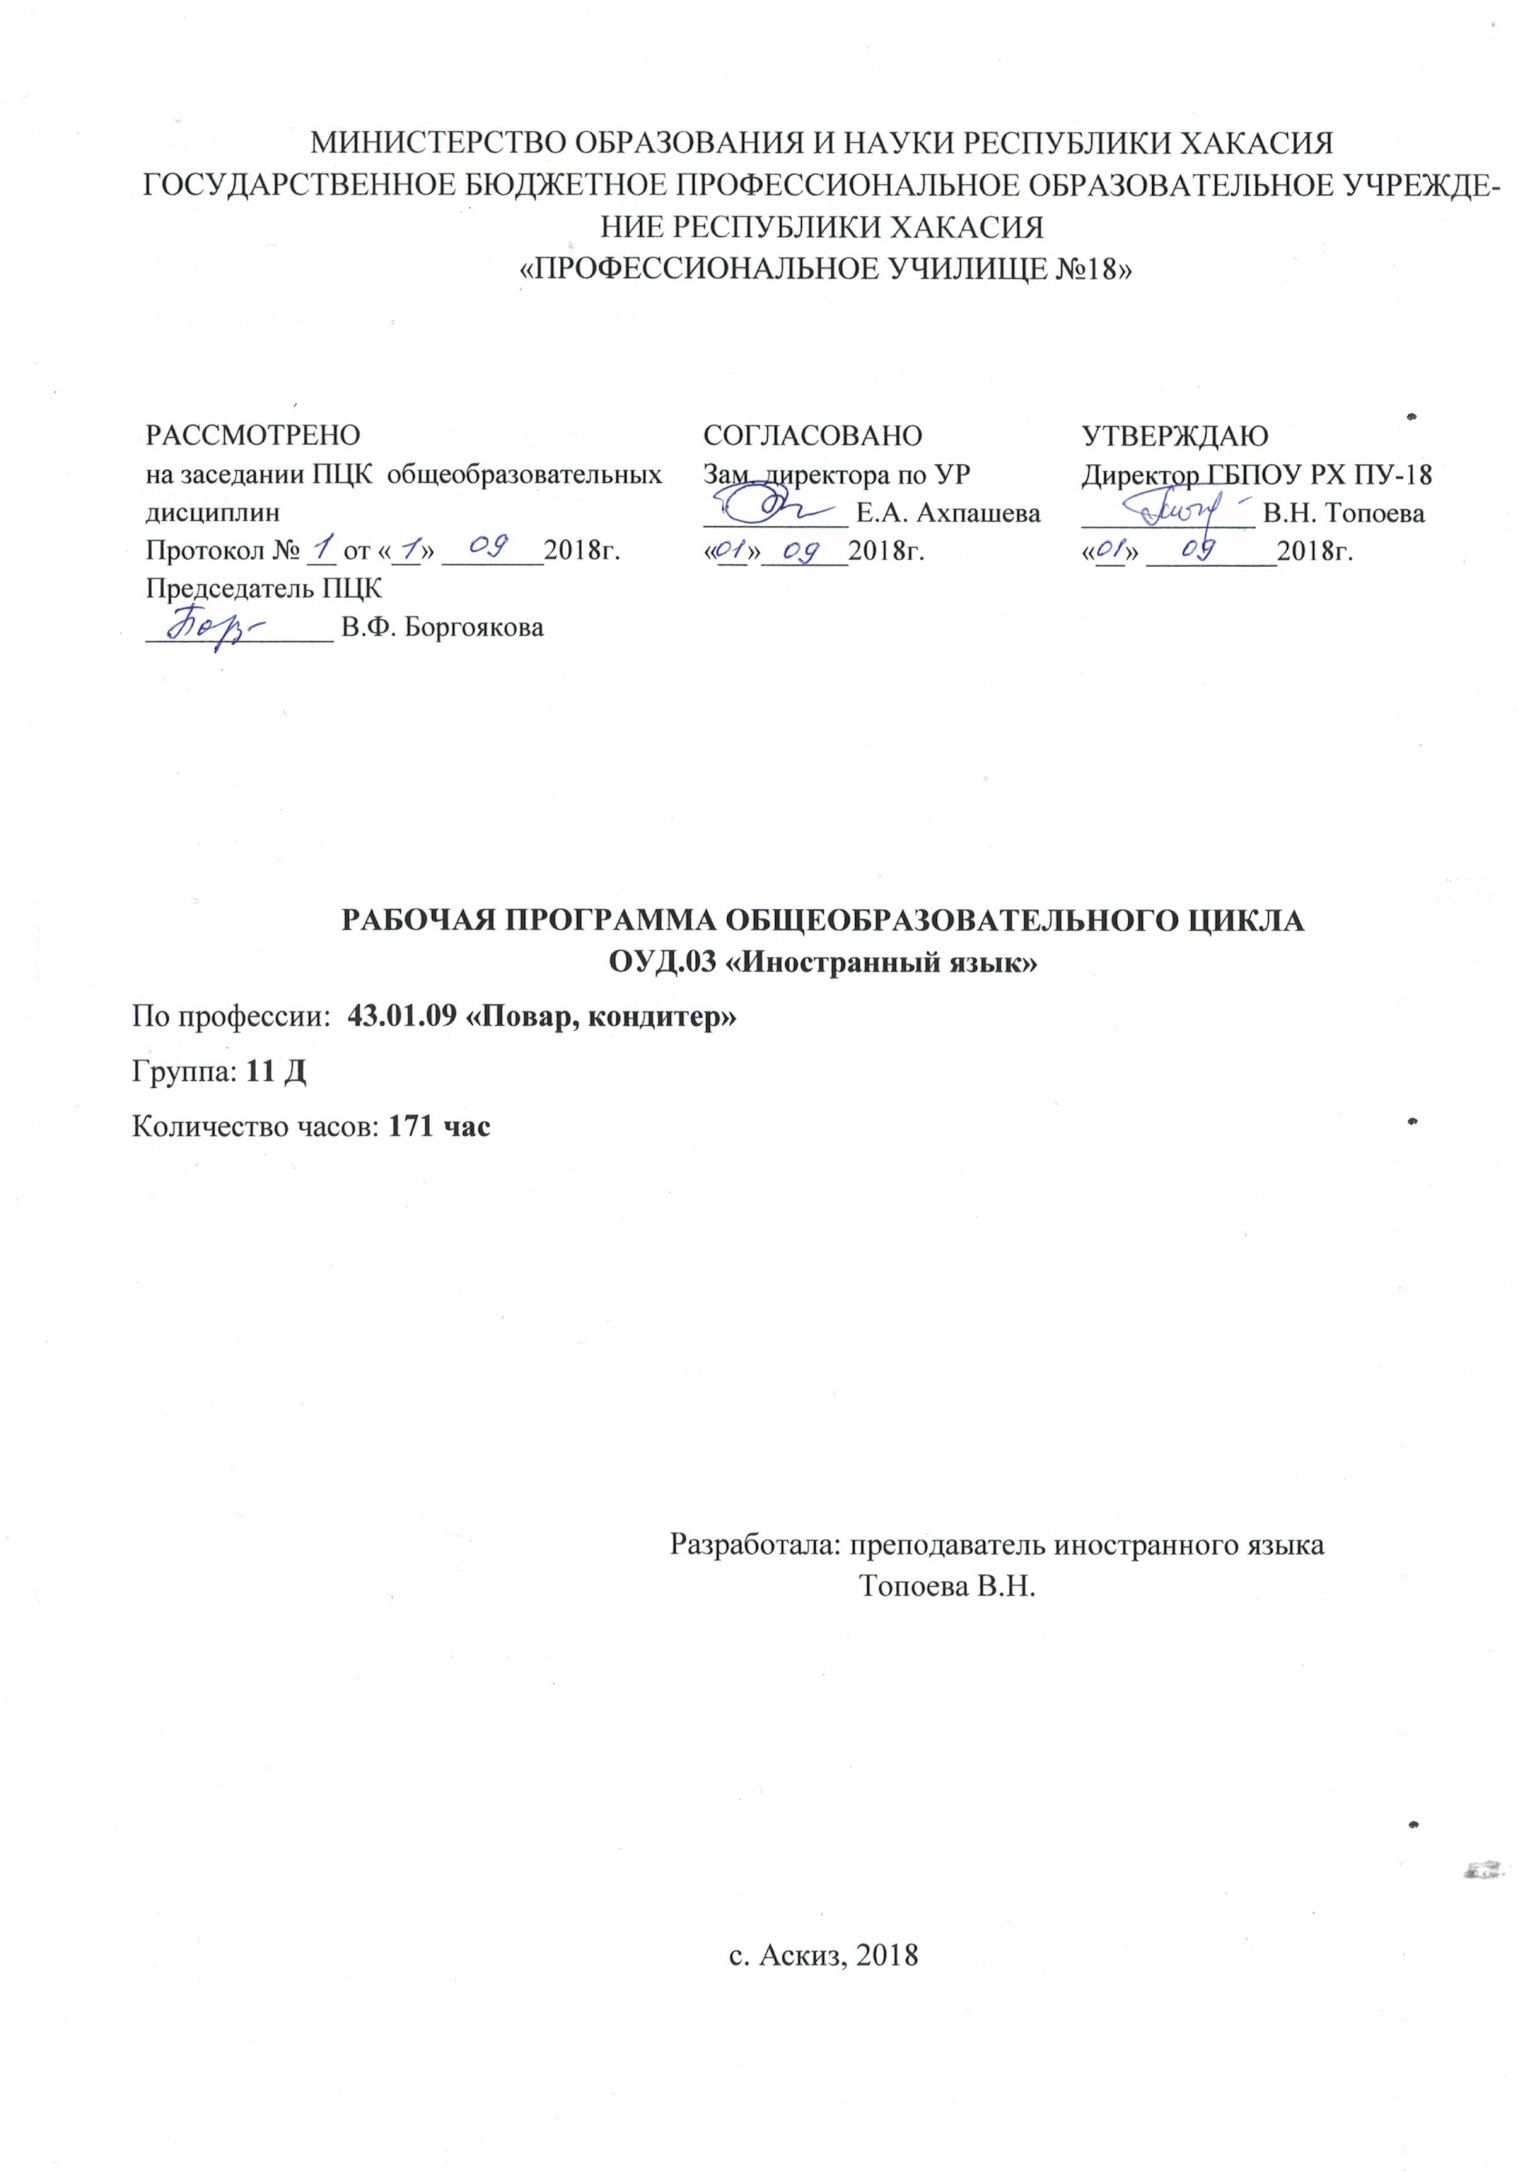 МИНИСТЕРСТВО ОБРАЗОВАНИЯ И НАУКИ РЕСПУБЛИКИ ХАКАСИЯ
ГОСУДАРСТВЕННОЕ БЮДЖЕТНОЕ ПРОФЕССИОНАЛЬНОЕ ОБРАЗОВАТЕЛЬНОЕ УЧРЕЖДЕ-
НИЕ РЕСПУБЛИКИ ХАКАСИЯ
«ПРОФЕССИОНАЛЬНОЕ УЧИЛИЩЕ №18»
РАССМОТРЕНО
на заседании ПЦК общеобразовательных
дисциплин
Протокол № 1 от «1» 09 2018г.
Председатель ПЦК
В.Ф. Боргоякова
СОГЛАСОВАНО
Зам. директора по УР
Е.А. Ахпашева
«01» 09 2018г.
УТВЕРЖДАЮ
Директор ГБПОУ РХ ПУ-18
В.Н. Топоева
«01» 09 2018г.
РАБОЧАЯ ПРОГРАММА ОБЩЕОБРАЗОВАТЕЛЬНОГО ЦИКЛА
ОУД.03 «Иностранный язык»
По профессии: 43.01.09 «Повар, кондитер»
Группа: 11 Д
Количество часов: 171 час
Разработала: преподаватель иностранного языка
Топоева В.Н.
с. Аскиз, 2018